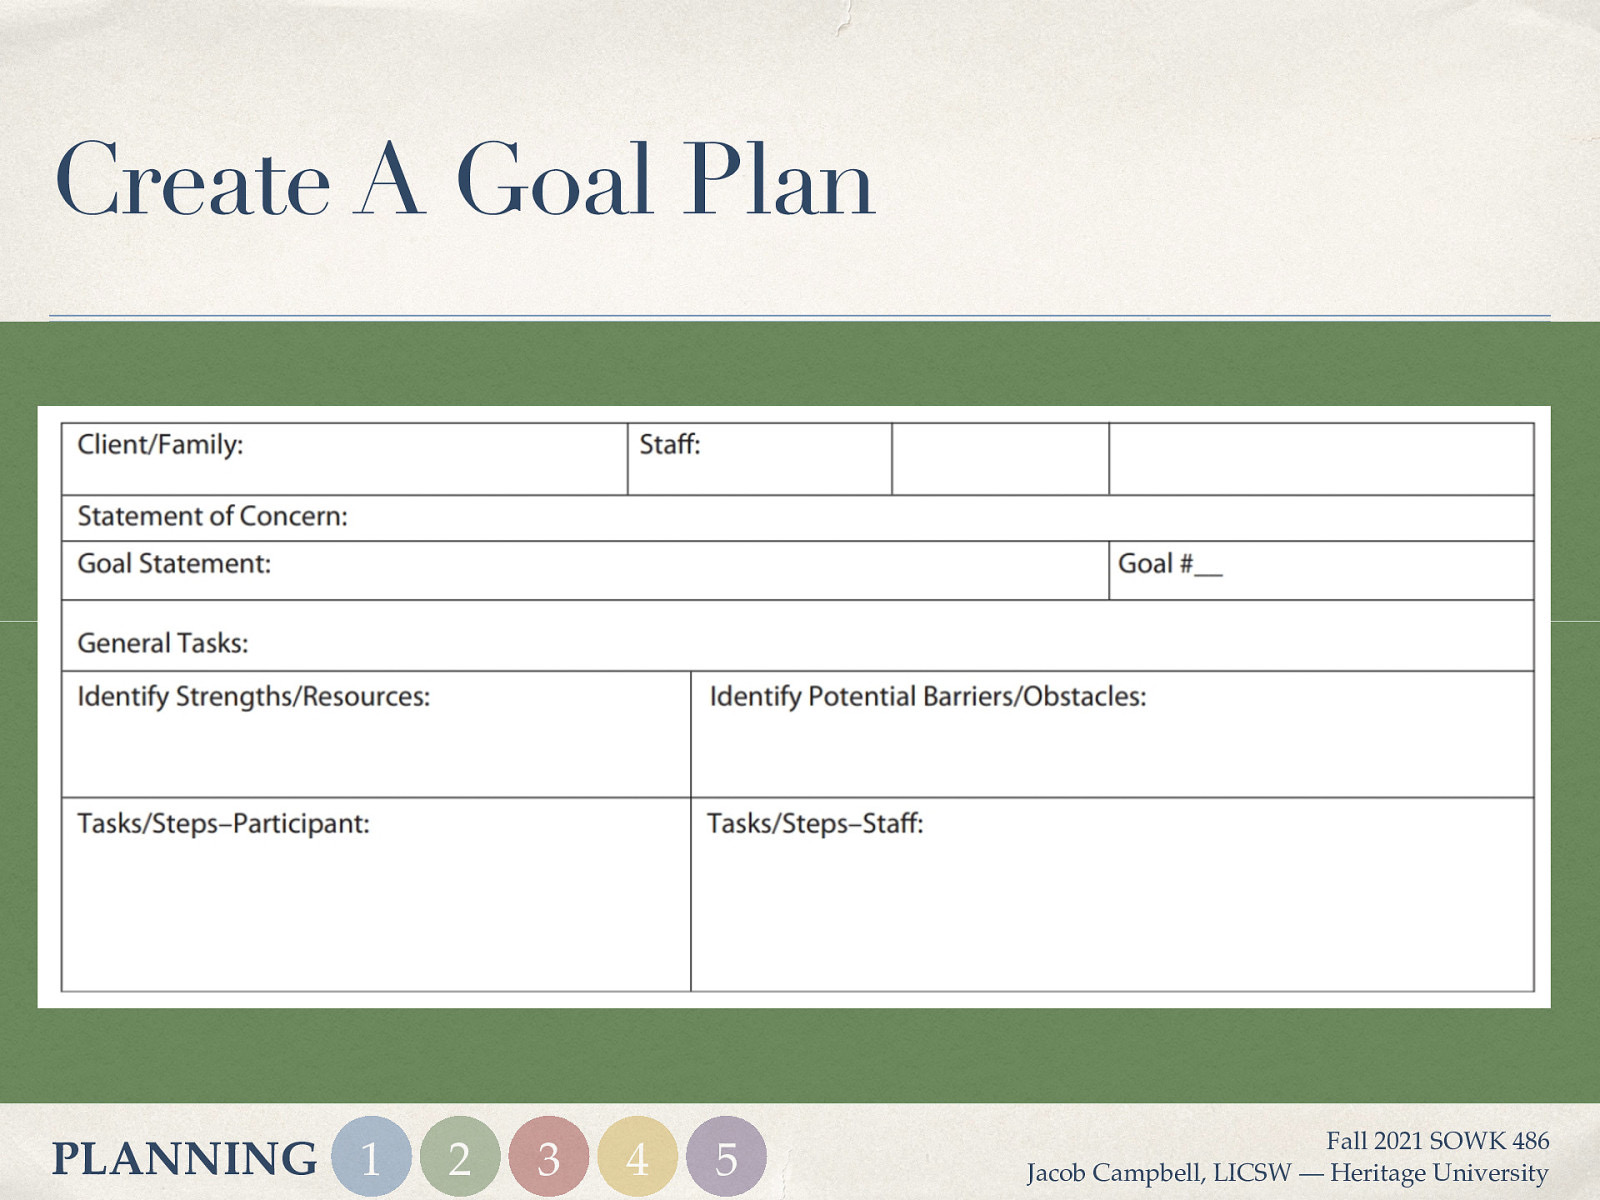 Create A Goal Plan
Client/Family: Staff:
Statement of Concern:
Goal Statement: Goal #__
General Tasks:
Identify Strengths/Resources: Identify Potential Barriers/Obstacles:
Tasks/Steps–Participant: Tasks/Steps–Staff:
PLANNING 1 2 3 4 5
Fall 2021 SOWK 486
Jacob Campbell, LICSW — Heritage University